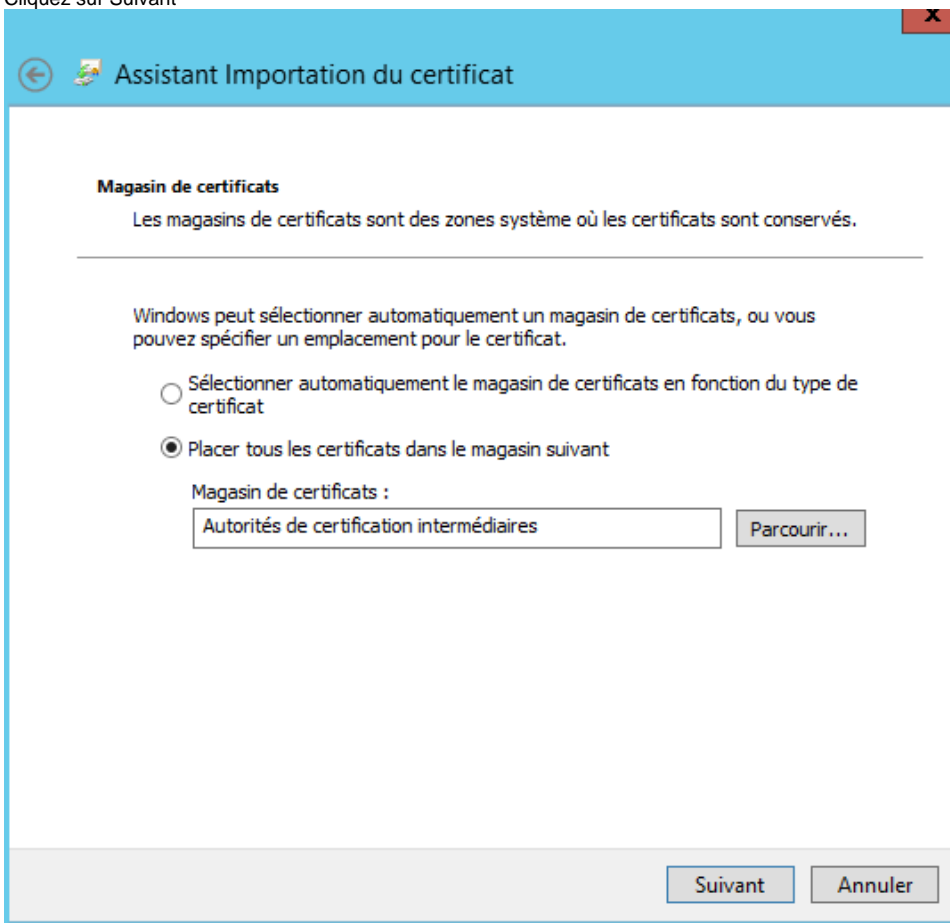 Cliquez sur Suivant
x
Assistant Importation du certificat
Magasin de certificats
Les magasins de certificats sont des zones système où les certificats sont conservés.
Windows peut sélectionner automatiquement un magasin de certificats, ou vous
pouvez spécifier un emplacement pour le certificat.
Sélectionner automatiquement le magasin de certificats en fonction du type de
certificat
Placer tous les certificats dans le magasin suivant
Magasin de certificats :
Autorités de certification intermédiaires
Parcourir...
Suivant
Annuler